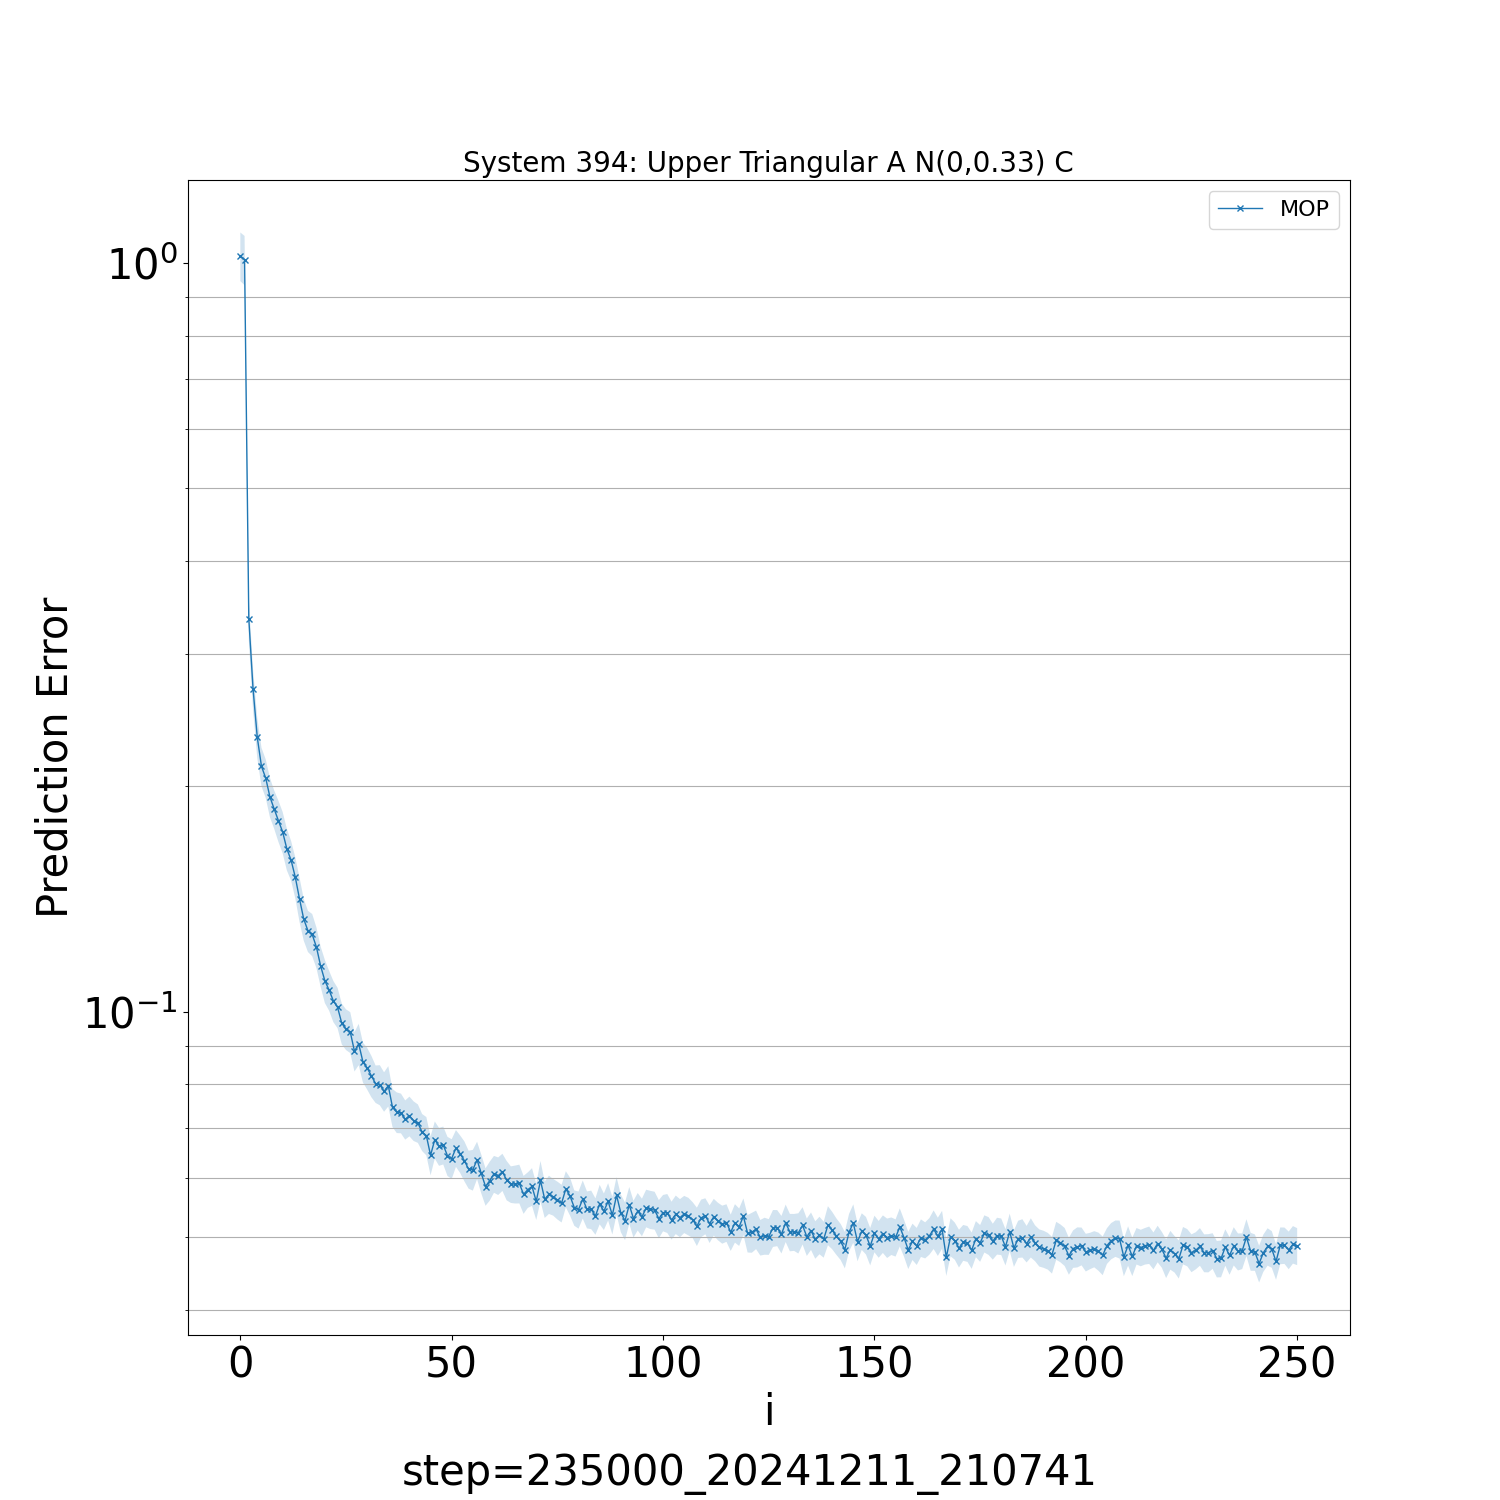 System 394: Upper Triangular A N(0,0.33) C
MOP
10⁰
10⁻¹
Prediction Error
0 50 100 150 200 250
i
step=235000_20241211_210741